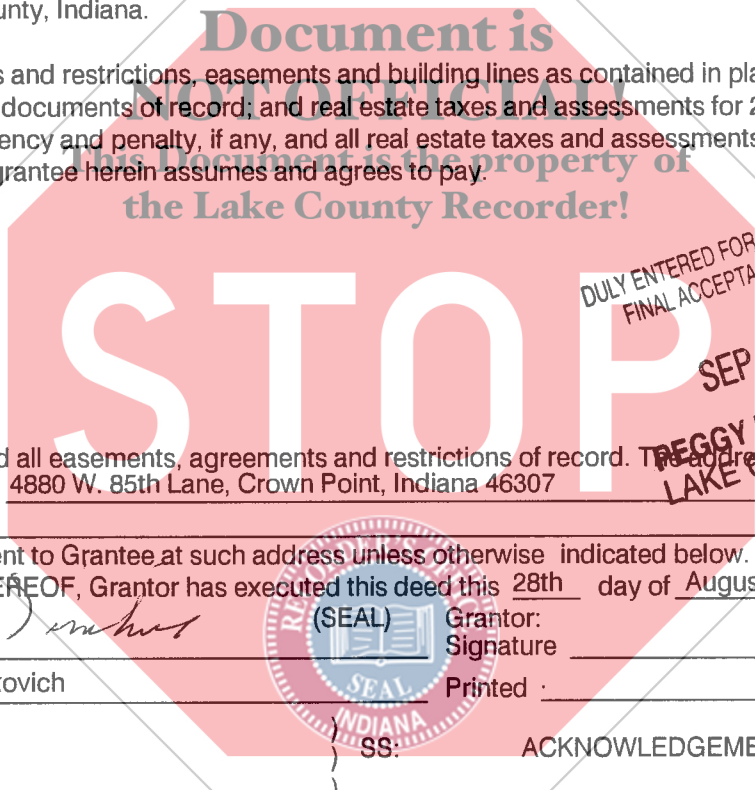 unty, Indiana.
Document is
s and restrictions, easements and building lines as contained in pla
NOT OFFICIAL!
documents of record; and real estate taxes and assessments for 2
ency and penalty, if any, and all real estate taxes and assessments
This Document is the property of
grantee herein assumes and agrees to pay.
the Lake County Recorder!
DULY ENTERED FOR
FINAL ACCEPTA
STOP
SEP
PEGGY
LAKE C
d all easements, agreements and restrictions of record. The addre
4880 W. 85th Lane, Crown Point, Indiana 46307
ent to Grantee at such address unless otherwise indicated below.
EREOF, Grantor has executed this deed this 28th day of Augus
(SEAL) Grantor:
Signature
tovich Printed
RECORDER'S OFFICE
SEAL
INDIANA
) SS: ACKNOWLEDGEME
)